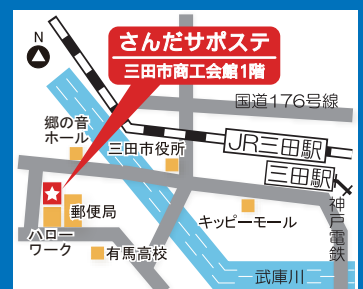 さんだサポステ
三田市商工会館1階
N
国道176号線
郷の音
ホール
三田市役所
JR三田駅
三田駅
神戸電鉄
郵便局
キッピーモール
ハロー
ワーク
有馬高校
武庫川